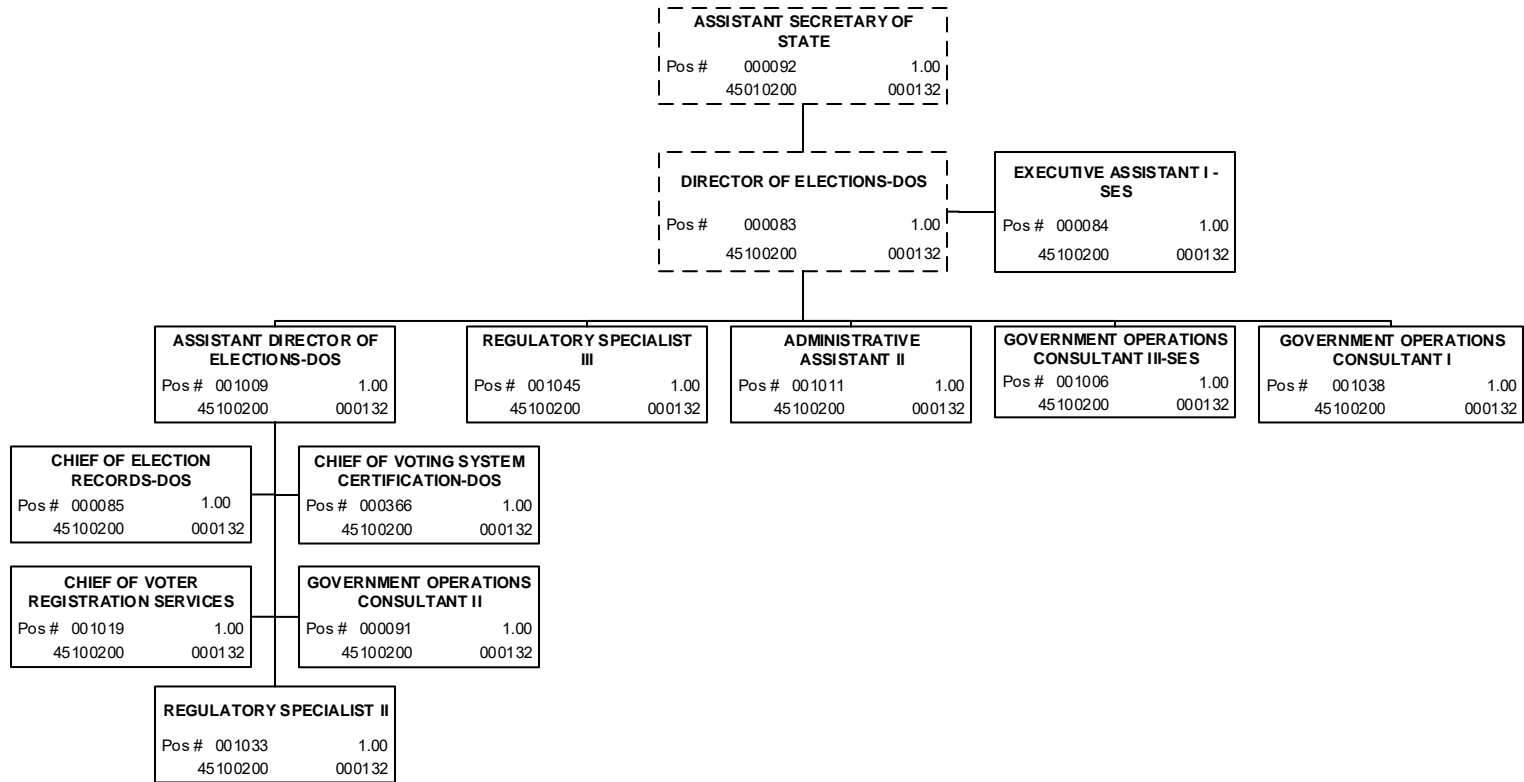 ASSISTANT SECRETARY OF
STATE
Pos # 000092 1.00
45010200 000132
DIRECTOR OF ELECTIONS-DOS
Pos # 000083 1.00
45100200 000132
EXECUTIVE ASSISTANT I -
SES
Pos # 000084 1.00
45100200 000132
ASSISTANT DIRECTOR OF
ELECTIONS-DOS
Pos # 001009 1.00
45100200 000132
REGULATORY SPECIALIST
III
Pos # 001045 1.00
45100200 000132
ADMINISTRATIVE
ASSISTANT II
Pos # 001011 1.00
45100200 000132
GOVERNMENT OPERATIONS
CONSULTANT III-SES
Pos # 001006 1.00
45100200 000132
GOVERNMENT OPERATIONS
CONSULTANT I
Pos # 001038 1.00
45100200 000132
CHIEF OF ELECTION
RECORDS-DOS
Pos # 000085 1.00
45100200 000132
CHIEF OF VOTING SYSTEM
CERTIFICATION-DOS
Pos # 000366 1.00
45100200 000132
CHIEF OF VOTER
REGISTRATION SERVICES
Pos # 001019 1.00
45100200 000132
GOVERNMENT OPERATIONS
CONSULTANT II
Pos # 000091 1.00
45100200 000132
REGULATORY SPECIALIST II
Pos # 001033 1.00
45100200 000132